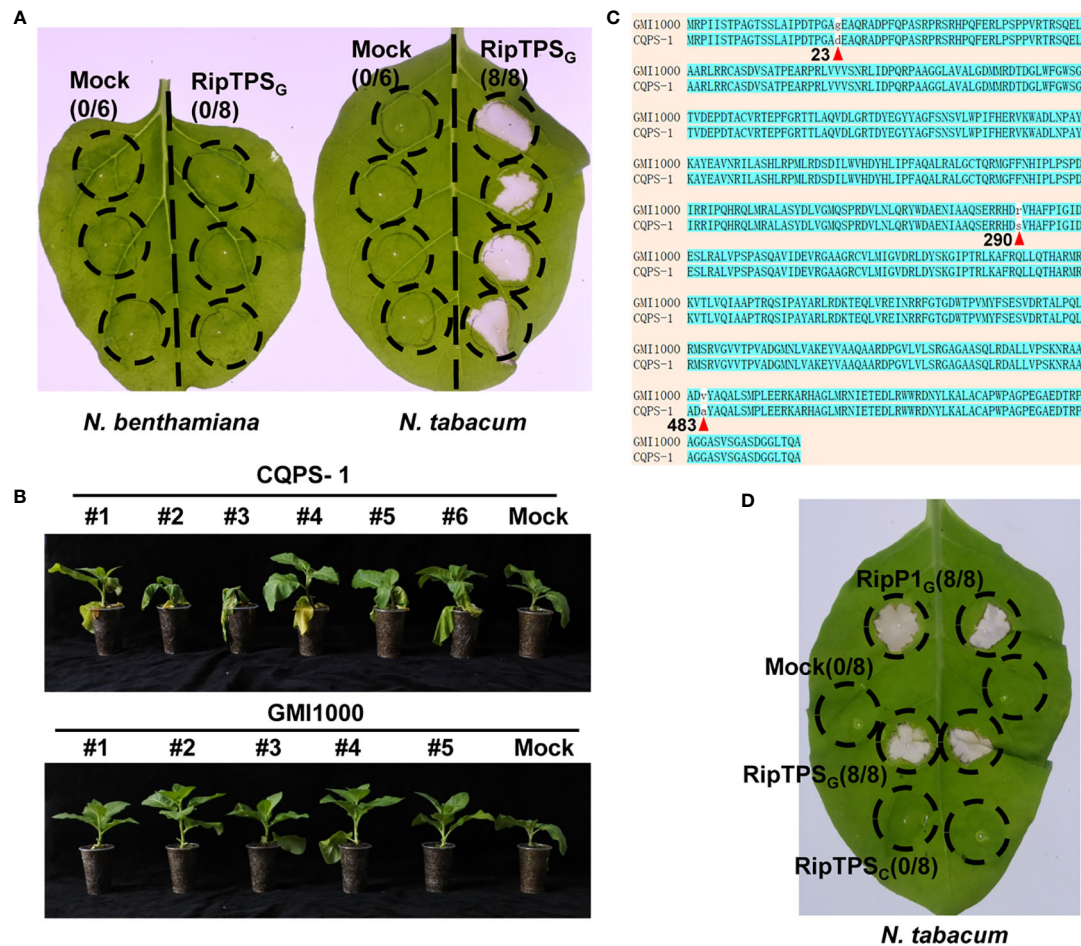 A
Mock
(0/6)
RipTPSG
(0/8)
Mock
(0/6)
RipTPSG
(8/8)
N. benthamiana
N. tabacum
B
CQPS- 1
#1 #2 #3 #4 #5 #6 Mock
GMI1000
#1 #2 #3 #4 #5 Mock
C
GMI1000 MRPIISTPAGTSSLAIPDTPGAgEAQRADPFQPASRPRSRHPQFERLPSPPVRTRSQEL
CQPS-1 MRPIISTPAGTSSLAIPDTPGAdEAQRADPFQPASRPRSRHPQFERLPSPPVRTRSQEL
23
GMI1000 AARLRRCASDVSATPEARPRLVVVSNRLIDPQRPAAGGLAVALGDMMRDTDGLWFGWSG
CQPS-1 AARLRRCASDVSATPEARPRLVVVSNRLIDPQRPAAGGLAVALGDMMRDTDGLWFGWSG
GMI1000 TVDEPDTACVRTEPFGRTTLAQVDLGRTDYEGYYAGFSNSVLWPIFHERVKWADLNPAY
CQPS-1 TVDEPDTACVRTEPFGRTTLAQVDLGRTDYEGYYAGFSNSVLWPIFHERVKWADLNPAY
GMI1000 KAYEAVNRILASHLRPMLRDSDILWVHDYHLIPFAQALRALGCTQRMGFFNHIPLPSPD
CQPS-1 KAYEAVNRILASHLRPMLRDSDILWVHDYHLIPFAQALRALGCTQRMGFFNHIPLPSPD
GMI1000 IRRIPQHRQLMRALASYDLVGMQSPRDVLNLQRYWDAENIAAQSERRHDrVHAFPIGID
CQPS-1 IRRIPQHRQLMRALASYDLVGMQSPRDVLNLQRYWDAENIAAQSERRHDsVHAFPIGID
290
GMI1000 ESLRALVPSPASQAVIDEVRGAAGRCVLMIGVDRLDYSKGIPTRLKAFRQLLQTHARMR
CQPS-1 ESLRALVPSPASQAVIDEVRGAAGRCVLMIGVDRLDYSKGIPTRLKAFRQLLQTHARMR
GMI1000 KVTLVQIAAPTRQSIPAYARLRDKTEQLVREINRRFGTGDWTPVMYFSESVDRTALPQL
CQPS-1 KVTLVQIAAPTRQSIPAYARLRDKTEQLVREINRRFGTGDWTPVMYFSESVDRTALPQL
GMI1000 RMSRVGVVTPVADGMNLVAKEYVAAQAARDPGVLVLSRGAGAASQLRDALLVPSKNRAA
CQPS-1 RMSRVGVVTPVADGMNLVAKEYVAAQAARDPGVLVLSRGAGAASQLRDALLVPSKNRAA
GMI1000 ADvYAQALSMPLEERKARHAGLMRNIETEDLRWWRDNYLKALACAPWPAGPEGAEDTRP
CQPS-1 ADaYAQALSMPLEERKARHAGLMRNIETEDLRWWRDNYLKALACAPWPAGPEGAEDTRP
483
GMI1000 AGGASVSGASDGGLTQA
CQPS-1 AGGASVSGASDGGLTQA
D
RipP1G(8/8)
Mock(0/8)
RipTPSG(8/8)
RipTPSC(0/8)
N. tabacum